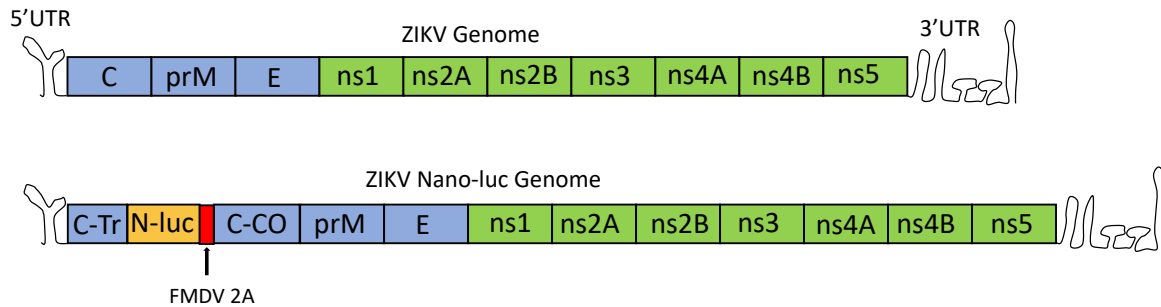 5'UTR
ZIKV Genome
3'UTR
C prM E ns1 ns2A ns2B ns3 ns4A ns4B ns5
ZIKV Nano-luc Genome
C-Tr N-luc C-CO prM E ns1 ns2A ns2B ns3 ns4A ns4B ns5
FMDV 2A